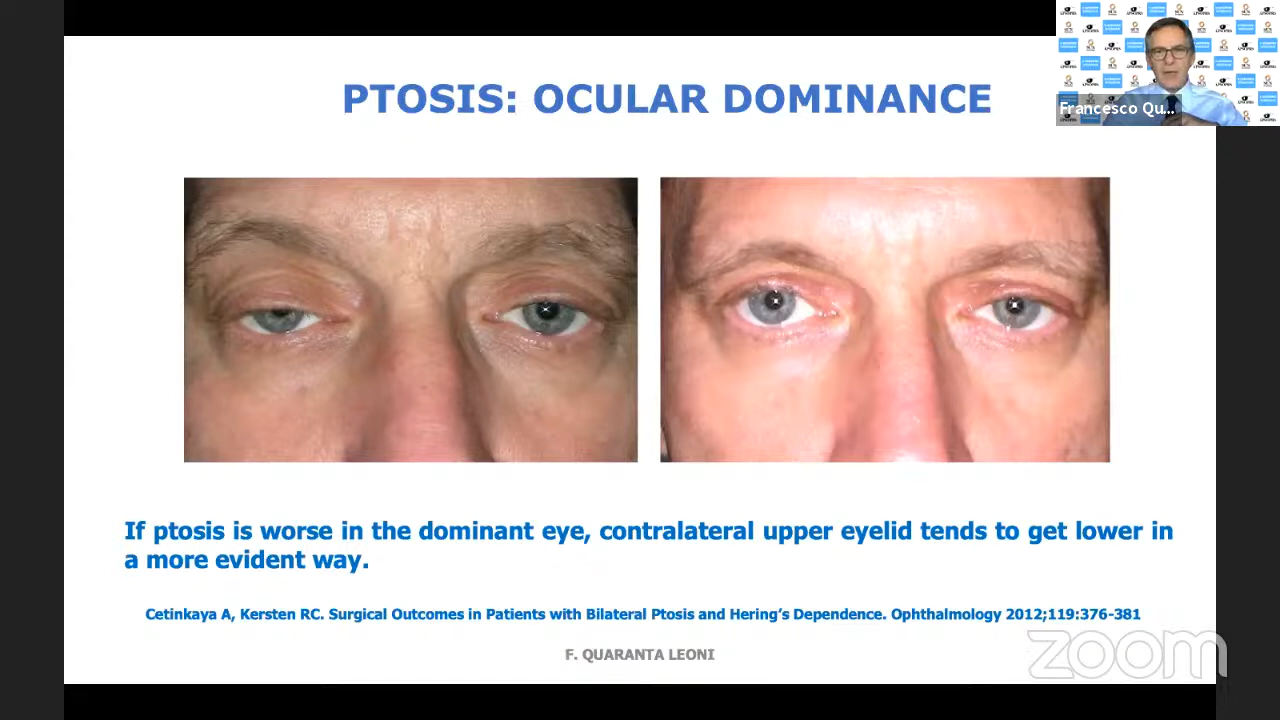 PTOSIS: OCULAR DOMINANCE
Francesco Qu...
If ptosis is worse in the dominant eye, contralateral upper eyelid tends to get lower in
a more evident way.
Cetinkaya A, Kersten RC. Surgical Outcomes in Patients with Bilateral Ptosis and Hering’s Dependence. Ophthalmology 2012;119:376-381
F. QUARANTA LEONI
zoom